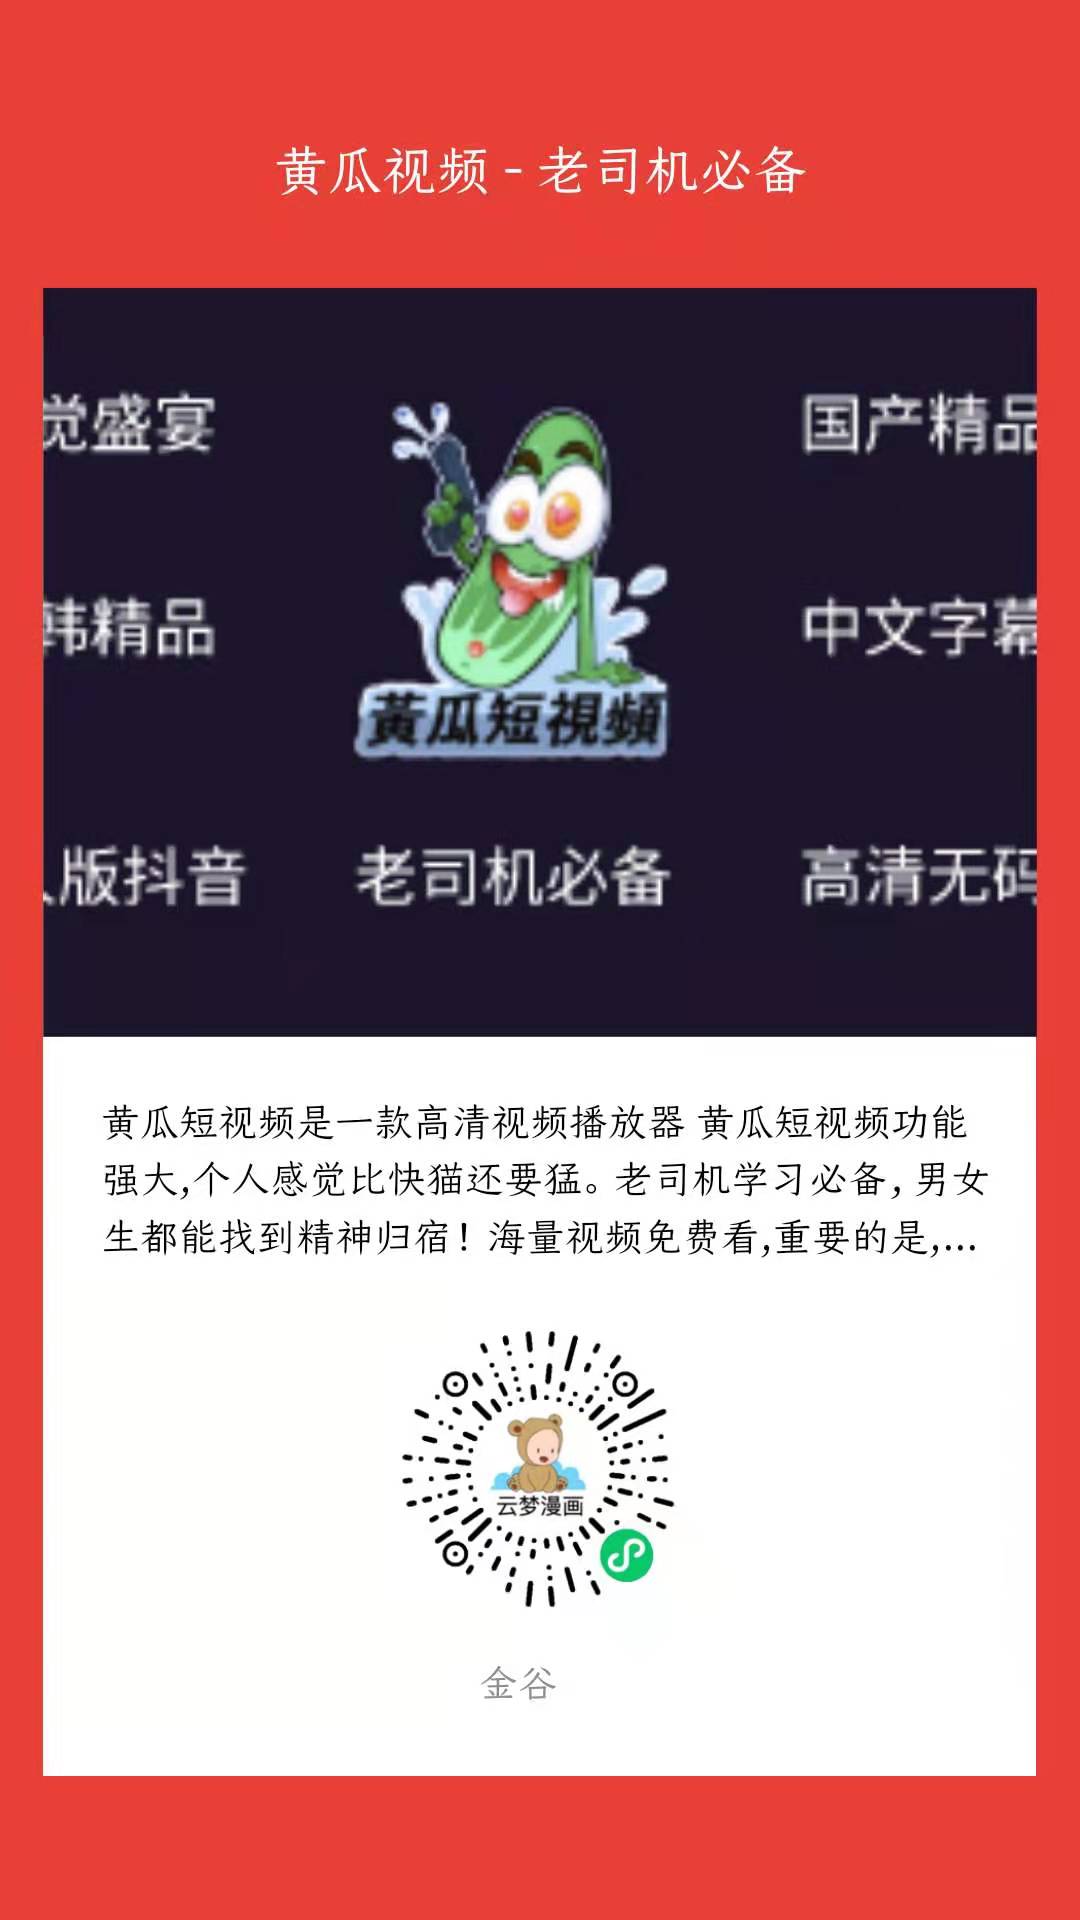 黄瓜视频 - 老司机必备
觉盛宴
国产精品
韩精品
中文字幕
黃瓜短視頻
版抖音
老司机必备
高清无码
黄瓜短视频是一款高清视频播放器 黄瓜短视频功能
强大,个人感觉比快猫还要猛。老司机学习必备，男女
生都能找到精神归宿！海量视频免费看,重要的是,...
云梦漫画
金谷